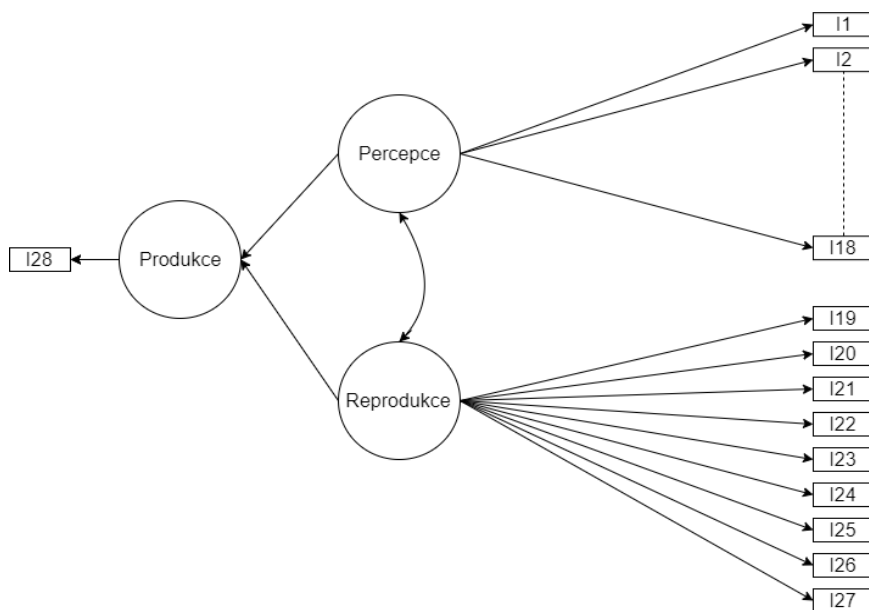 I1
I2
Percepce
I18
I28
Produkce
I19
I20
I21
Reprodukce
I22
I23
I24
I25
I26
I27